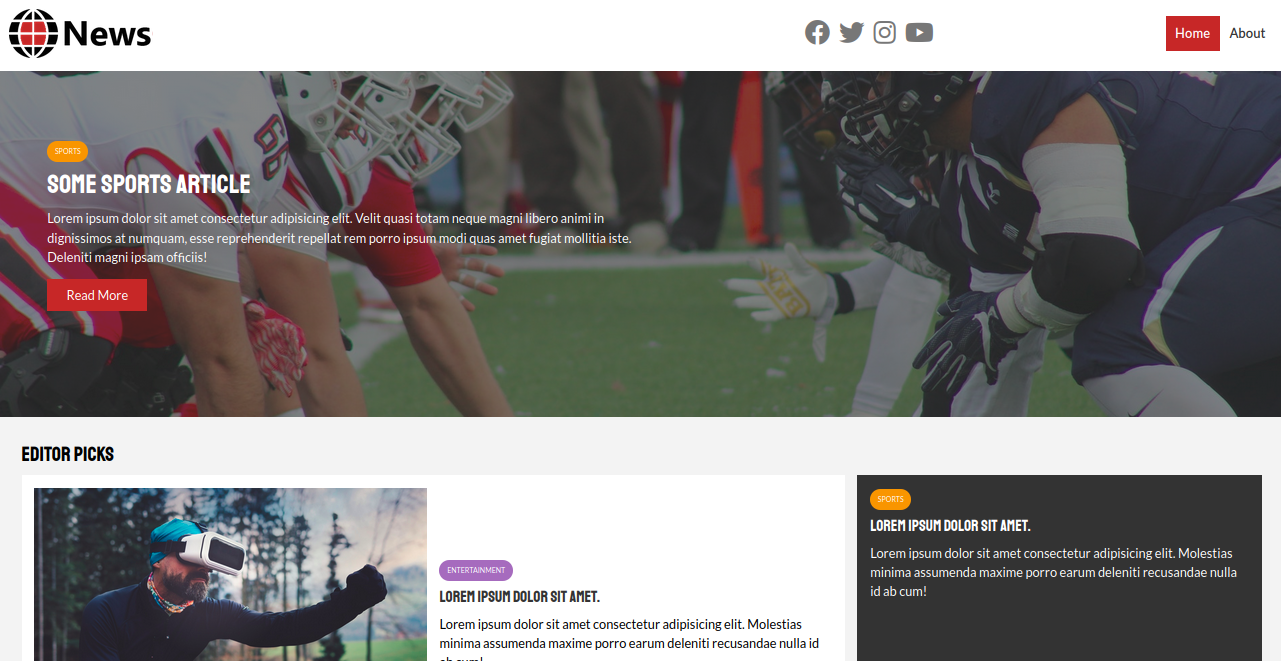 News
Home
About
SPORTS
SOME SPORTS ARTICLE
Lorem ipsum dolor sit amet consectetur adipisicing elit. Velit quasi totam neque magni libero animi in
dignissimos at numquam, esse reprehenderit repellat rem porro ipsum modi quas amet fugiat mollitia iste.
Deleniti magni ipsam officiis!
Read More
66
EDITOR PICKS
ENTERTAINMENT
LOREM IPSUM DOLOR SIT AMET.
Lorem ipsum dolor sit amet consectetur adipisicing elit. Molestias
minima assumenda maxime porro earum deleniti recusandae nulla id
ab cum!
SPORTS
LOREM IPSUM DOLOR SIT AMET.
Lorem ipsum dolor sit amet consectetur adipisicing elit. Molestias
minima assumenda maxime porro earum deleniti recusandae nulla
id ab cum!